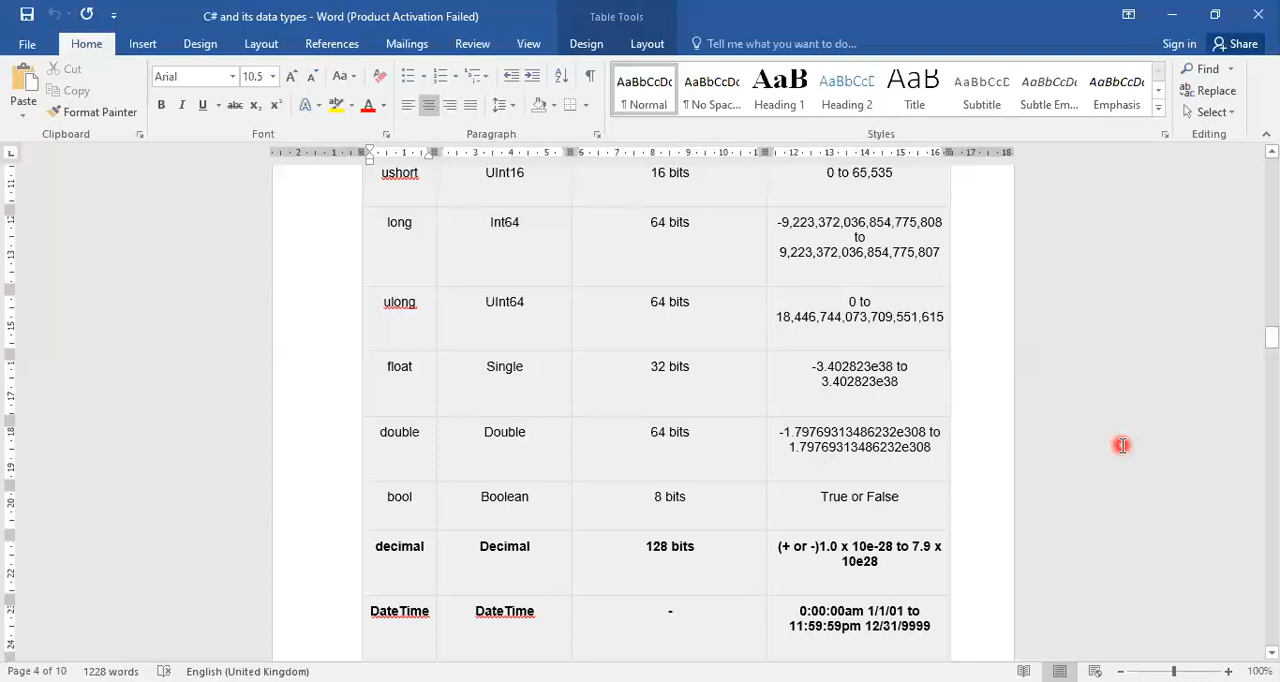 C# and its data types - Word (Product Activation Failed)
Table Tools
File
Home
Insert
Design
Layout
References
Mailings
Review
View
Design
Layout
Tell me what you want to do...
Sign in
Share
Paste
Cut
Copy
Format Painter
Clipboard
Arial
10.5
Font
Paragraph
AaBbCcDc
¶ Normal
AaBbCcDc
¶ No Spac...
AaB
Heading 1
AaBbCcD
Heading 2
AaB
Title
AaBbCcD
Subtitle
AaBbCcD
Subtle Em...
AaBbCcD
Emphasis
Styles
Find
Replace
Select
Editing
ushort UInt16 16 bits 0 to 65,535
long Int64 64 bits -9,223,372,036,854,775,808
to
9,223,372,036,854,775,807
ulong UInt64 64 bits 0 to
18,446,744,073,709,551,615
float Single 32 bits -3.402823e38 to
3.402823e38
double Double 64 bits -1.79769313486232e308 to
1.79769313486232e308
bool Boolean 8 bits True or False
decimal Decimal 128 bits (+ or -)1.0 x 10e-28 to 7.9 x
10e28
DateTime DateTime - 0:00:00am 1/1/01 to
11:59:59pm 12/31/9999
Page 4 of 10
1228 words
English (United Kingdom)
100%